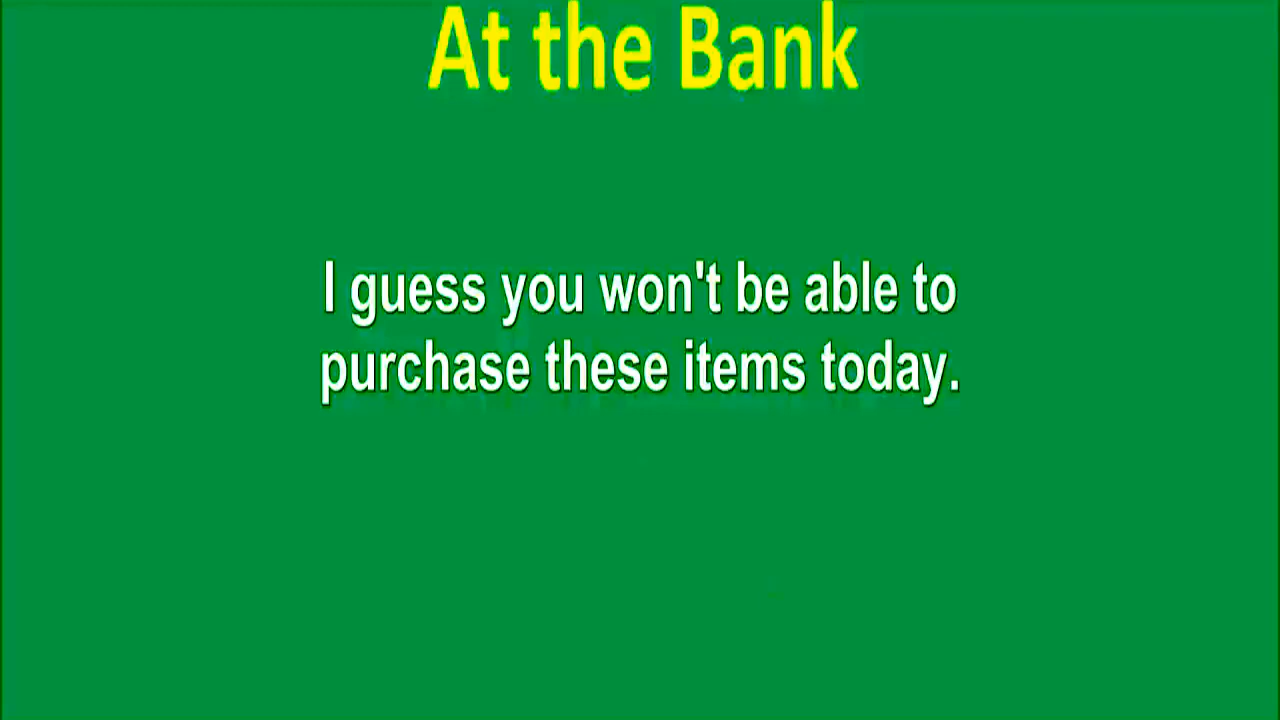 At the Bank
I guess you won't be able to
purchase these items today.